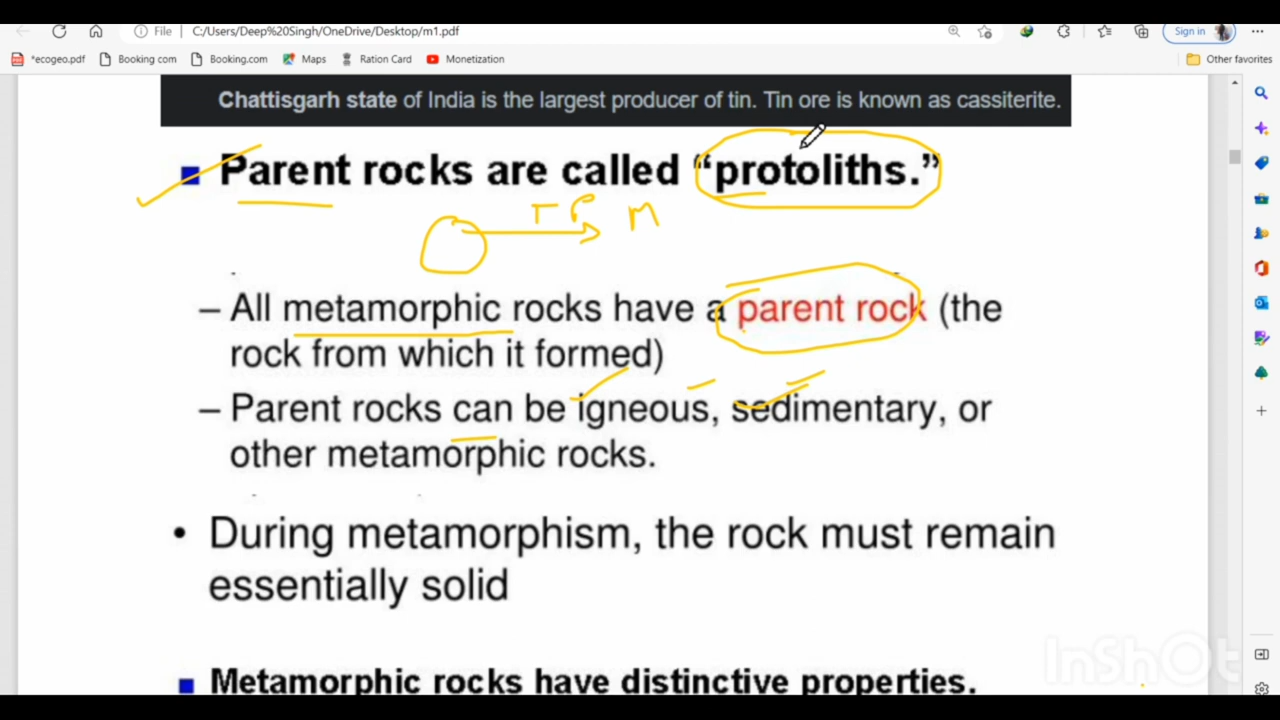 File C:/Users/Deep%20Singh/OneDrive/Desktop/m1.pdf Sign in
*ecogeo.pdf Booking com Booking.com Maps Ration Card Monetization Other favorites
Chattisgarh state of India is the largest producer of tin. Tin ore is known as cassiterite.
Parent rocks are called “protoliths.”
T P M
– All metamorphic rocks have a parent rock (the
rock from which it formed)
– Parent rocks can be igneous, sedimentary, or
other metamorphic rocks.
• During metamorphism, the rock must remain
essentially solid
InShOt
Metamorphic rocks have distinctive properties.